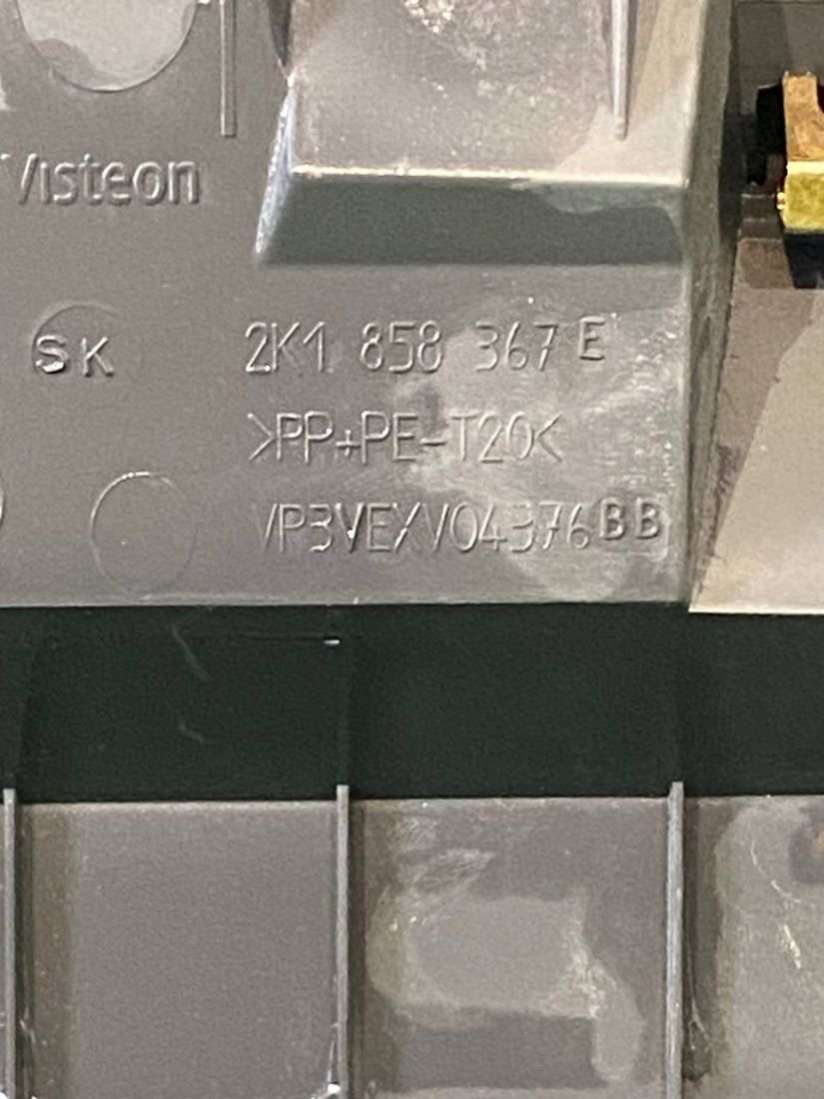 Visteon
SK
2K1 858 367 E
>PP+PE-T20<
VP3VEXV04376BB